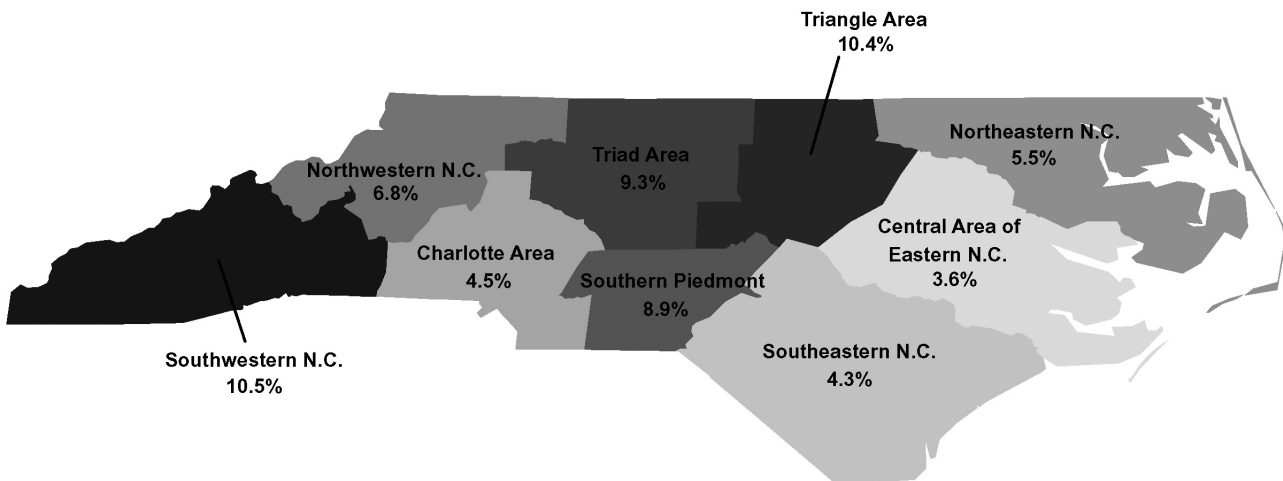 Triangle Area
10.4%
Northeastern N.C.
5.5%
Triad Area
9.3%
Northwestern N.C.
6.8%
Central Area of
Eastern N.C.
3.6%
Charlotte Area
4.5%
Southern Piedmont
8.9%
Southeastern N.C.
4.3%
Southwestern N.C.
10.5%